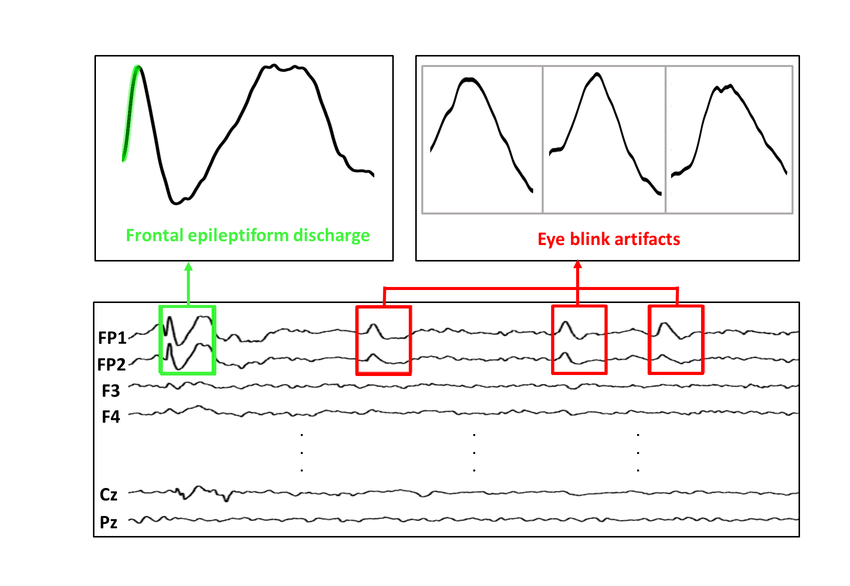 Frontal epileptiform discharge
Eye blink artifacts
FP1
FP2
F3
F4
Cz
Pz